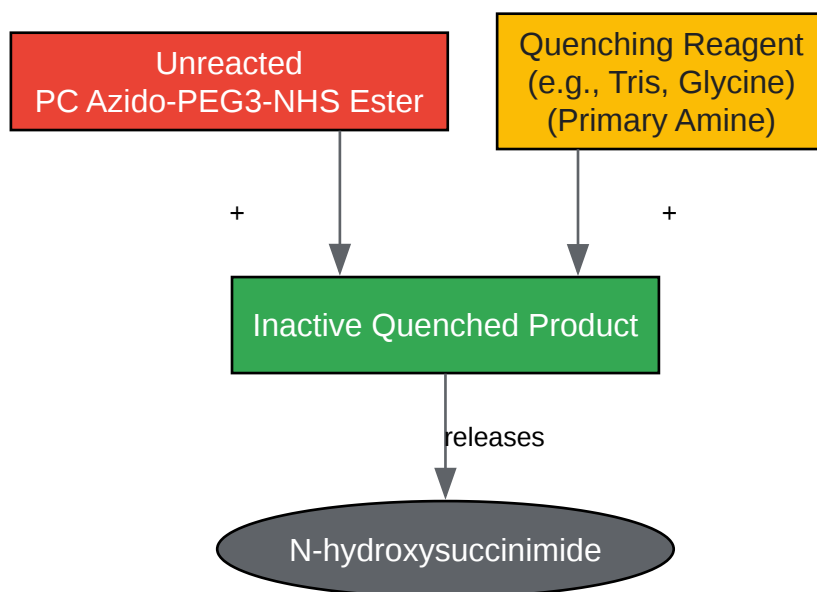 Unreacted
PC Azido-PEG3-NHS Ester
Quenching Reagent
(e.g., Tris, Glycine)
(Primary Amine)
+
+
Inactive Quenched Product
releases
N-hydroxysuccinimide